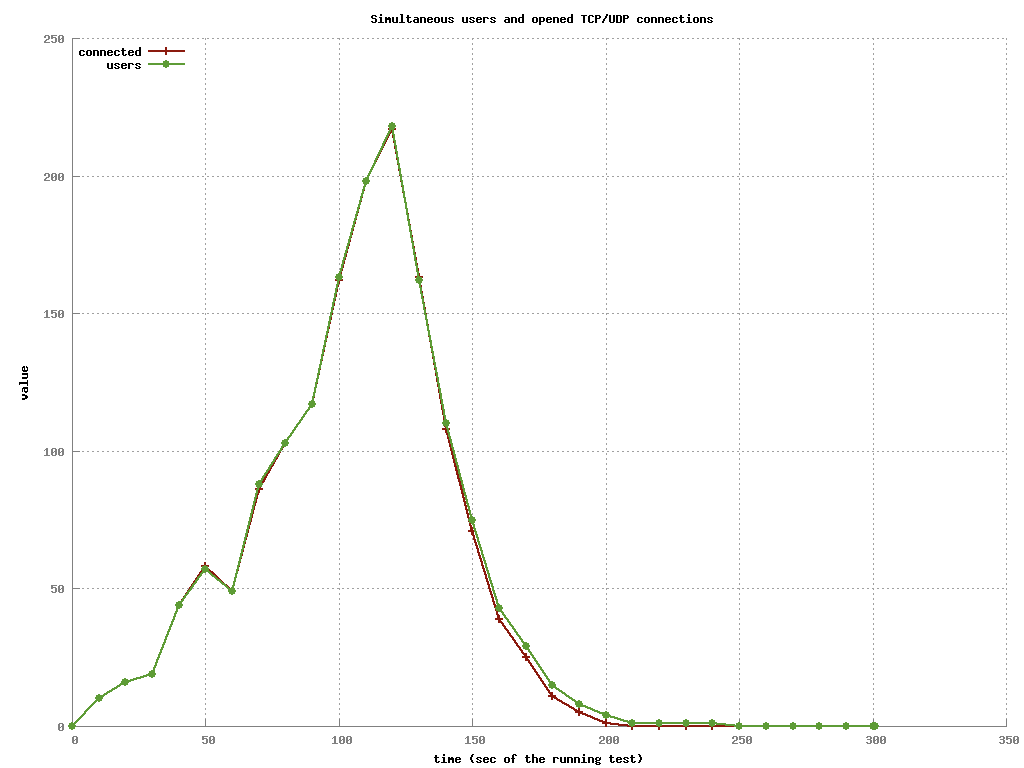 Simultaneous users and opened TCP/UDP connections
250
connected
users
200
150
value
100
50
0
0 50 100 150 200 250 300 350
time (sec of the running test)